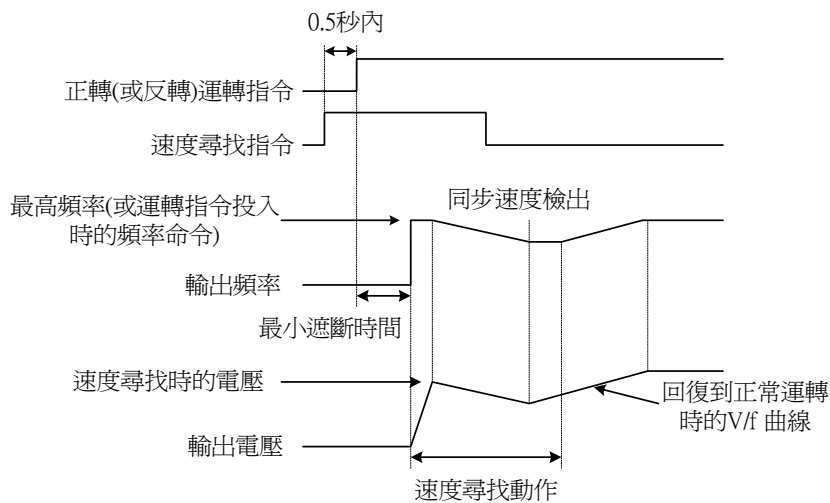 0.5秒內
正轉(或反轉)運轉指令
速度尋找指令
最高頻率(或運轉指令投入
時的頻率命令)
同步速度檢出
輸出頻率
最小遮斷時間
速度尋找時的電壓
回復到正常運轉
時的V/f 曲線
輸出電壓
速度尋找動作